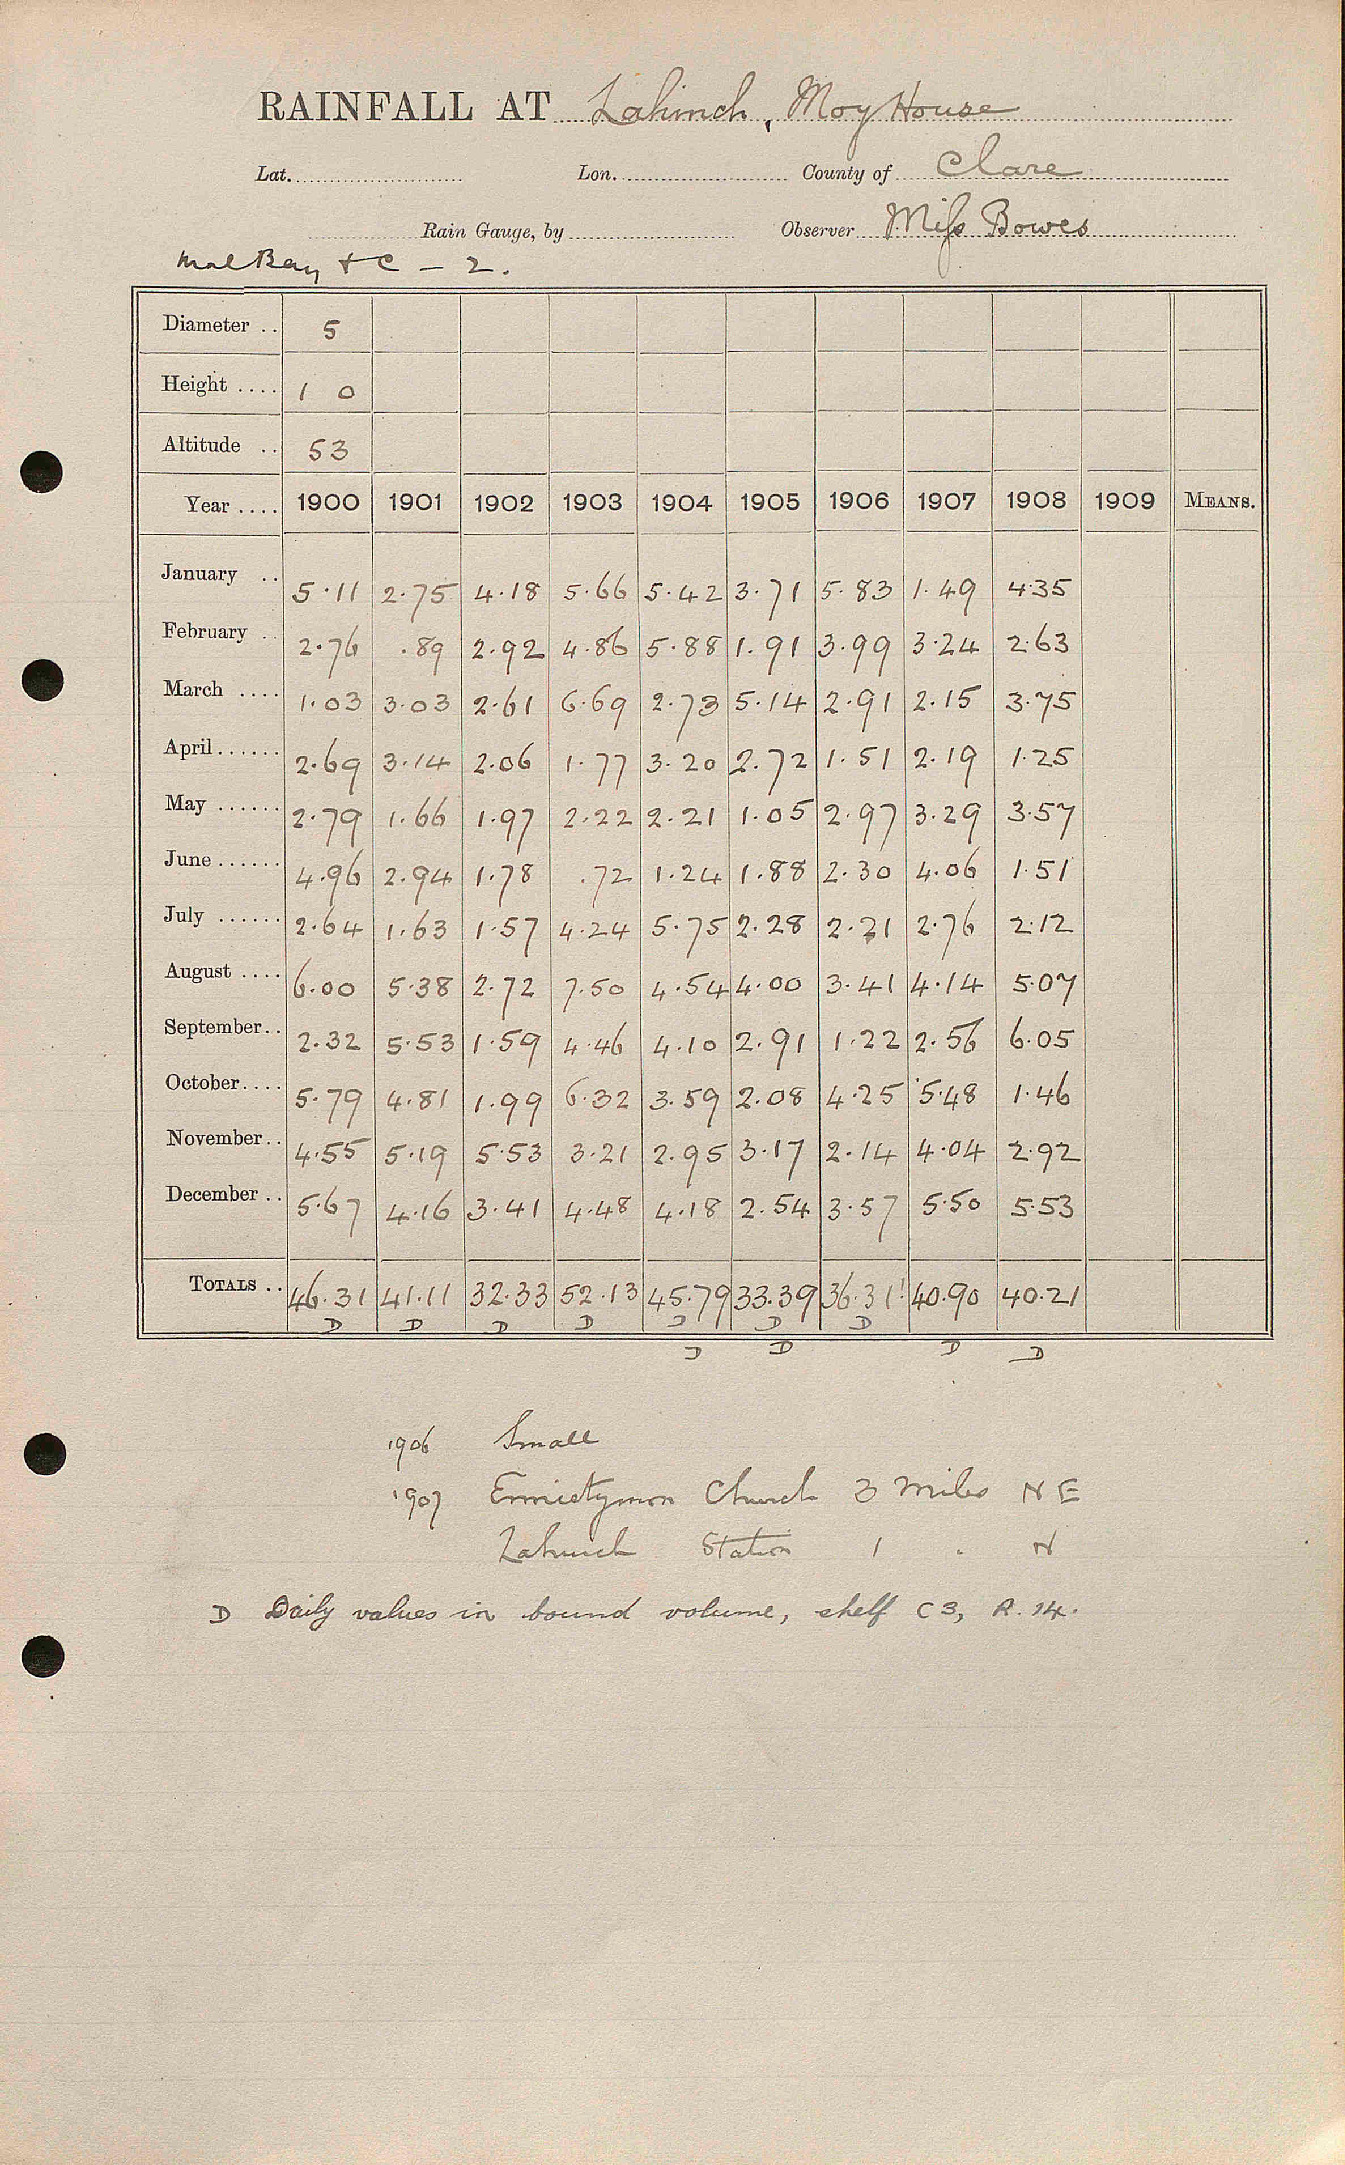 RAINFALL AT Lahinch, Moy House
Lat. Lon. County of Clare
Rain Gauge, by Observer Miss Bowes
Mal Bay & C - 2.
Diameter .. 5
Height .... 1 0
Altitude .. 53
Year .... 1900 1901 1902 1903 1904 1905 1906 1907 1908 1909 MEANS.
January .. 5.11 2.75 4.18 5.66 5.42 3.71 5.83 1.49 4.35
February .. 2.76 .89 2.92 4.86 5.88 1.91 3.99 3.24 2.63
March .... 1.03 3.03 2.61 6.69 2.73 5.14 2.91 2.15 3.75
April ...... 2.69 3.14 2.06 1.77 3.20 2.72 1.51 2.19 1.25
May ...... 2.79 1.66 1.97 2.22 2.21 1.05 2.97 3.29 3.57
June ...... 4.96 2.94 1.78 .72 1.24 1.88 2.30 4.06 1.51
July ...... 2.64 1.63 1.57 4.24 5.75 2.28 2.21 2.76 2.12
August .... 6.00 5.38 2.72 7.50 4.54 4.00 3.41 4.14 5.07
September .. 2.32 5.53 1.59 4.46 4.10 2.91 1.22 2.56 6.05
October .... 5.79 4.81 1.99 6.32 3.59 2.08 4.25 5.48 1.46
November .. 4.55 5.19 5.53 3.21 2.95 3.17 2.14 4.04 2.92
December .. 5.67 4.16 3.41 4.48 4.18 2.54 3.57 5.50 5.53
TOTALS .. 46.31 41.11 32.33 52.13 45.79 33.39 36.31 40.90 40.21
D D D D D D D
D D D D
1906 Small
1907 Ennistymon Church 3 Miles N E
Lahinch Station 1 " N
D Daily values in bound volume, shelf C3, R. 14.